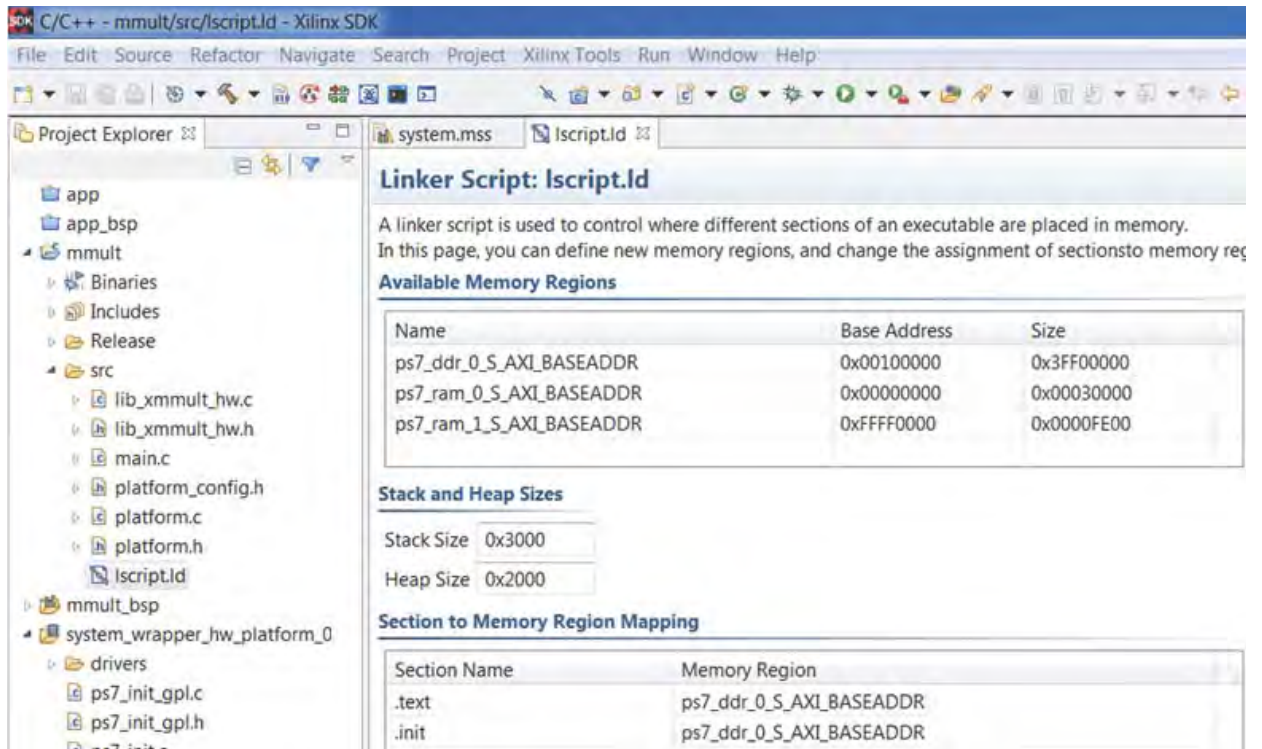 SDK C/C++ - mmult/src/lscript.ld - Xilinx SDK
File Edit Source Refactor Navigate Search Project Xilinx Tools Run Window Help
Project Explorer
app
app_bsp
mmult
Binaries
Includes
Release
src
lib_xmmult_hw.c
lib_xmmult_hw.h
main.c
platform_config.h
platform.c
platform.h
lscript.ld
mmult_bsp
system_wrapper_hw_platform_0
drivers
ps7_init_gpl.c
ps7_init_gpl.h
system.mss lscript.ld
Linker Script: lscript.ld
A linker script is used to control where different sections of an executable are placed in memory.
In this page, you can define new memory regions, and change the assignment of sectionsto memory reg
Available Memory Regions
Name Base Address Size
ps7_ddr_0_S_AXI_BASEADDR 0x00100000 0x3FF00000
ps7_ram_0_S_AXI_BASEADDR 0x00000000 0x00030000
ps7_ram_1_S_AXI_BASEADDR 0xFFFF0000 0x0000FE00
Stack and Heap Sizes
Stack Size 0x3000
Heap Size 0x2000
Section to Memory Region Mapping
Section Name Memory Region
.text ps7_ddr_0_S_AXI_BASEADDR
.init ps7_ddr_0_S_AXI_BASEADDR